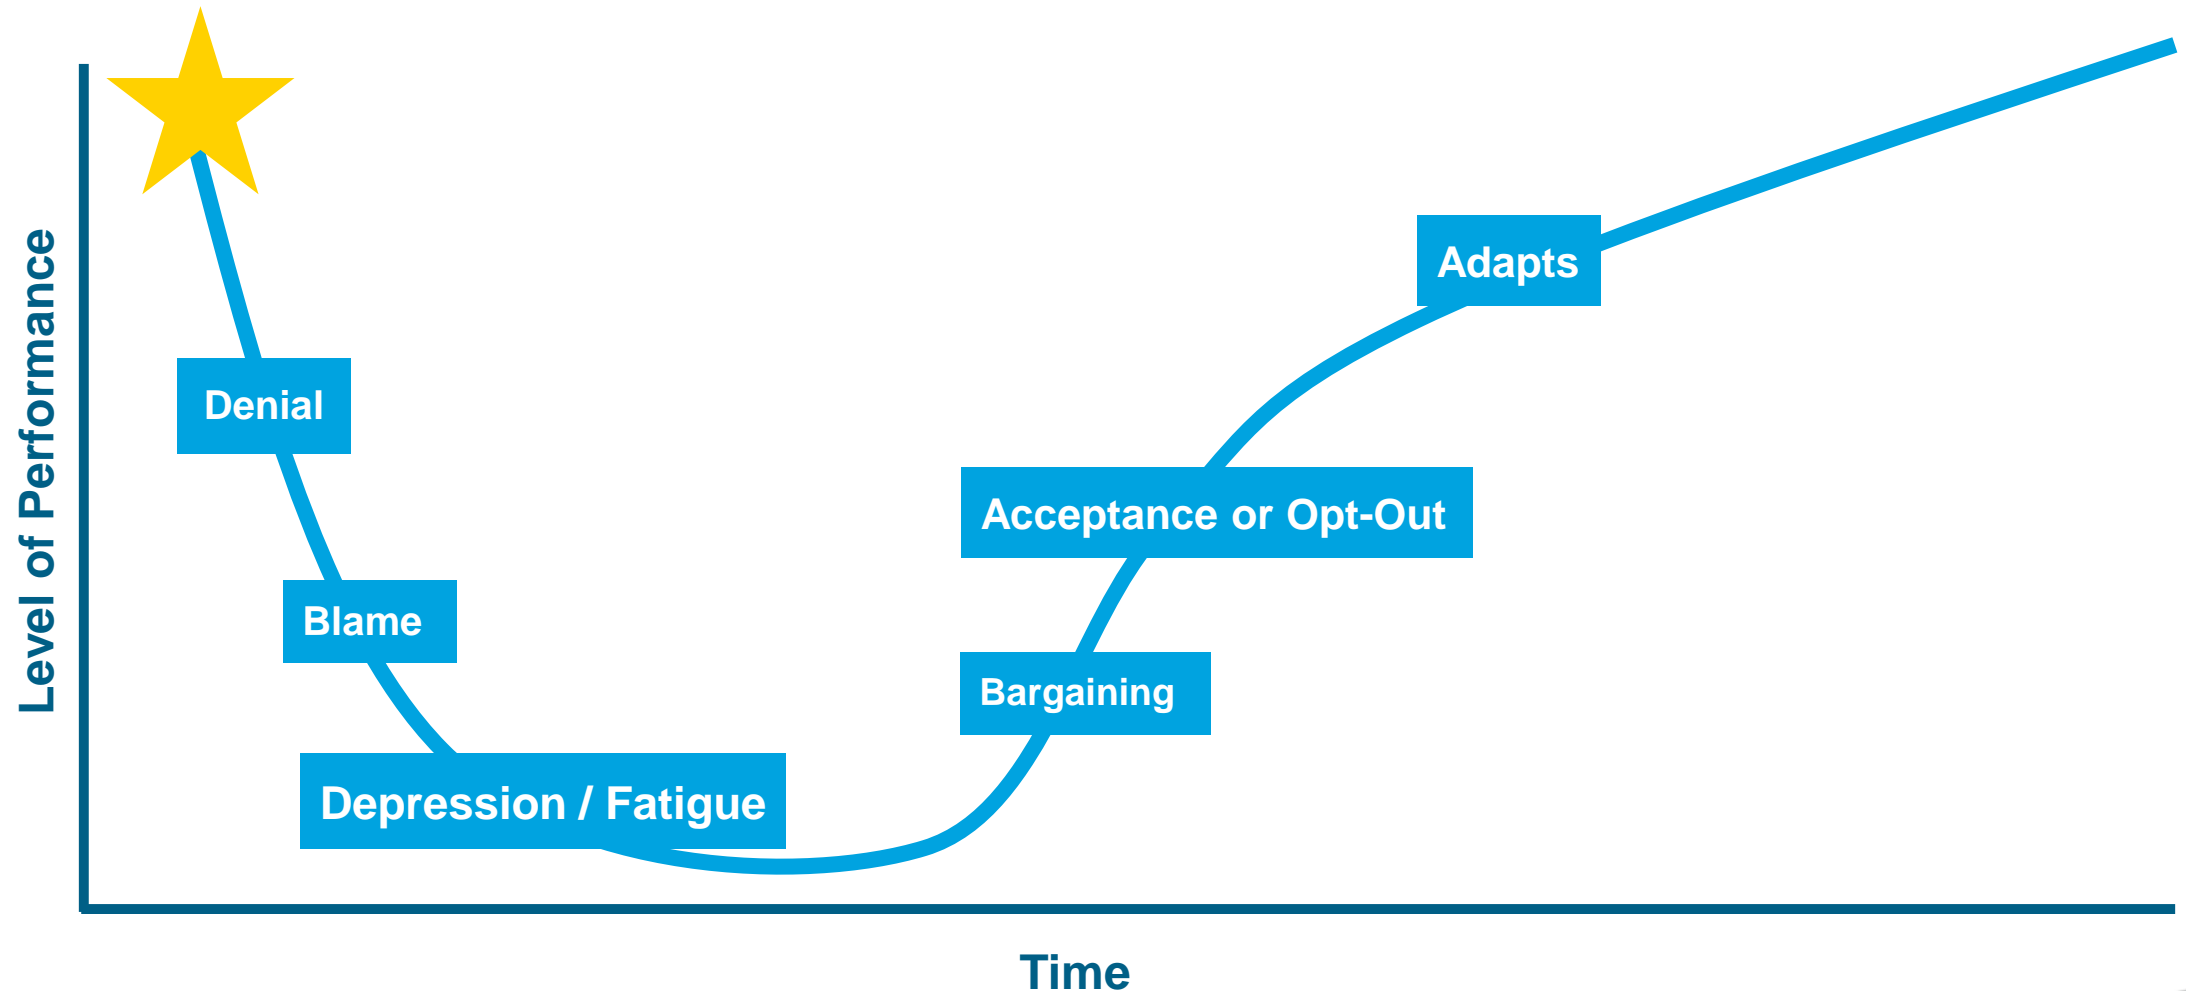 Level of Performance
Denial
Blame
Depression / Fatigue
Bargaining
Acceptance or Opt-Out
Adapts
Time